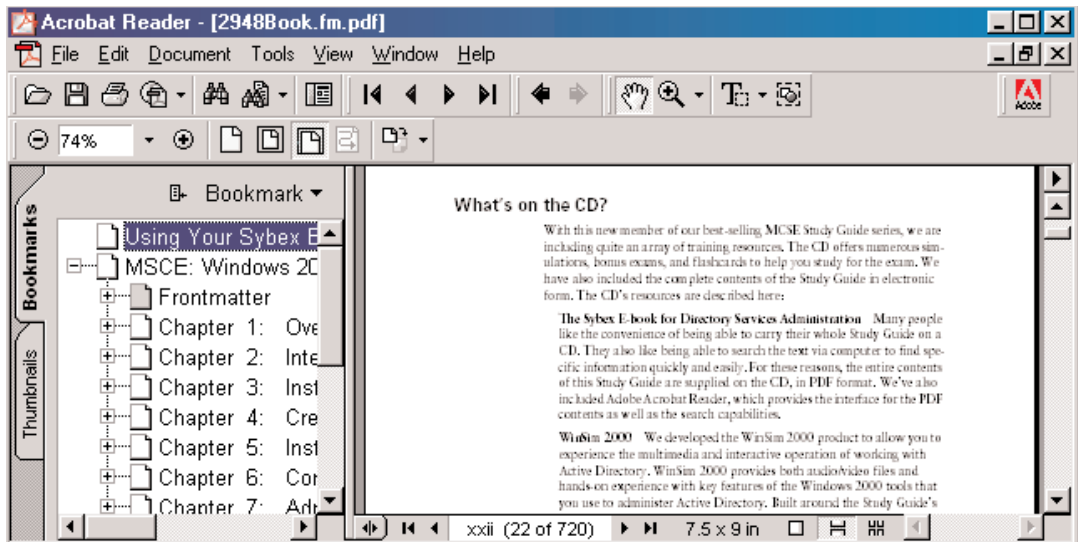 Acrobat Reader - [2948Book.fm.pdf]
File Edit Document Tools View Window Help
Adobe
74%
Bookmarks
Thumbnails
Bookmark
Using Your Sybex E
MSCE: Windows 20
Frontmatter
Chapter 1: Ove
Chapter 2: Inte
Chapter 3: Inst
Chapter 4: Cre
Chapter 5: Inst
Chapter 6: Cor
Chapter 7: Adr
What's on the CD?
With this new member of our best-selling MCSE Study Guide series, we are
including quite an array of training resources. The CD offers numerous sim-
ulations, bonus exams, and flashcards to help you study for the exam. We
have also included the complete contents of the Study Guide in electronic
form. The CD's resources are described here:
The Sybex E-book for Directory Services Administration Many people
like the convenience of being able to carry their whole Study Guide on a
CD. They also like being able to search the text via computer to find spe-
cific information quickly and easily. For these reasons, the entire contents
of this Study Guide are supplied on the CD, in PDF format. We've also
included Adobe Acrobat Reader, which provides the interface for the PDF
contents as well as the search capabilities.
WinSim 2000 We developed the WinSim 2000 product to allow you to
experience the multimedia and interactive operation of working with
Active Directory. WinSim 2000 provides both audio/video files and
hands-on experience with key features of the Windows 2000 tools that
you use to administer Active Directory. Built around the Study Guide's
xxii (22 of 720) 7.5 x 9 in